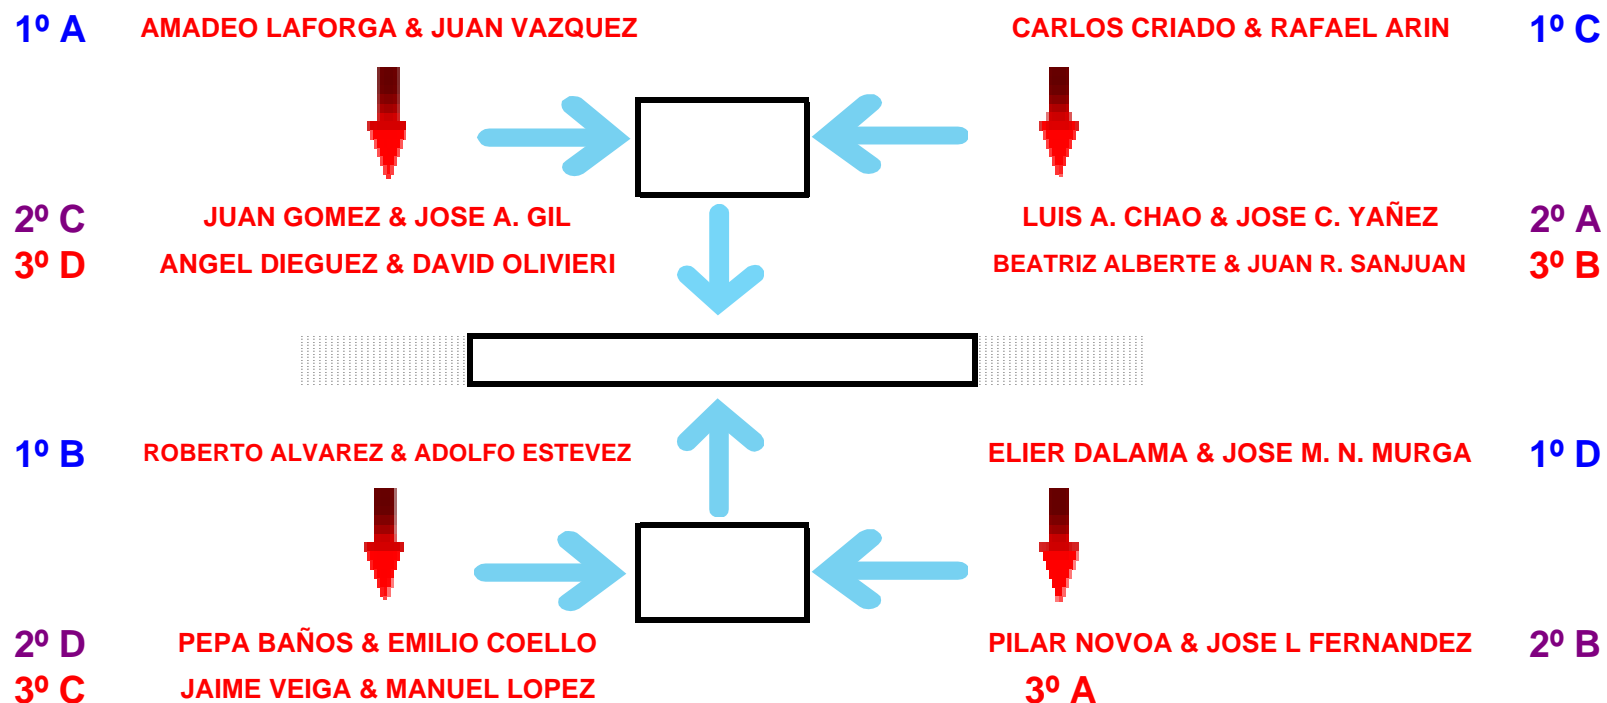 1º A AMADEO LAFORGA & JUAN VAZQUEZ CARLOS CRIADO & RAFAEL ARIN 1º C
2º C JUAN GOMEZ & JOSE A. GIL LUIS A. CHAO & JOSE C. YAÑEZ 2º A
3º D ANGEL DIEGUEZ & DAVID OLIVIERI BEATRIZ ALBERTE & JUAN R. SANJUAN 3º B
1º B ROBERTO ALVAREZ & ADOLFO ESTEVEZ ELIER DALAMA & JOSE M. N. MURGA 1º D
2º D PEPA BAÑOS & EMILIO COELLO PILAR NOVOA & JOSE L FERNANDEZ 2º B
3º C JAIME VEIGA & MANUEL LOPEZ 3º A